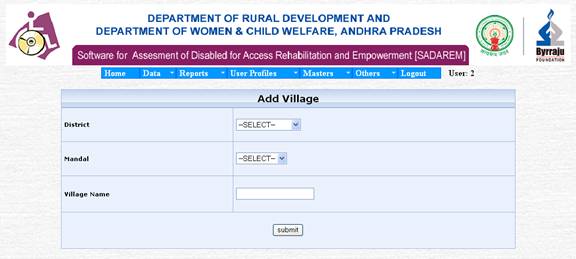 DEPARTMENT OF RURAL DEVELOPMENT AND
DEPARTMENT OF WOMEN & CHILD WELFARE, ANDHRA PRADESH
Software for Assesment of Disabled for Access Rehabilitation and Empowerment [SADAREM]
Byrraju
FOUNDATION
Home Data Reports User Profiles Masters Others Logout User: 2
Add Village
District --SELECT--
Mandal --SELECT--
Village Name
submit